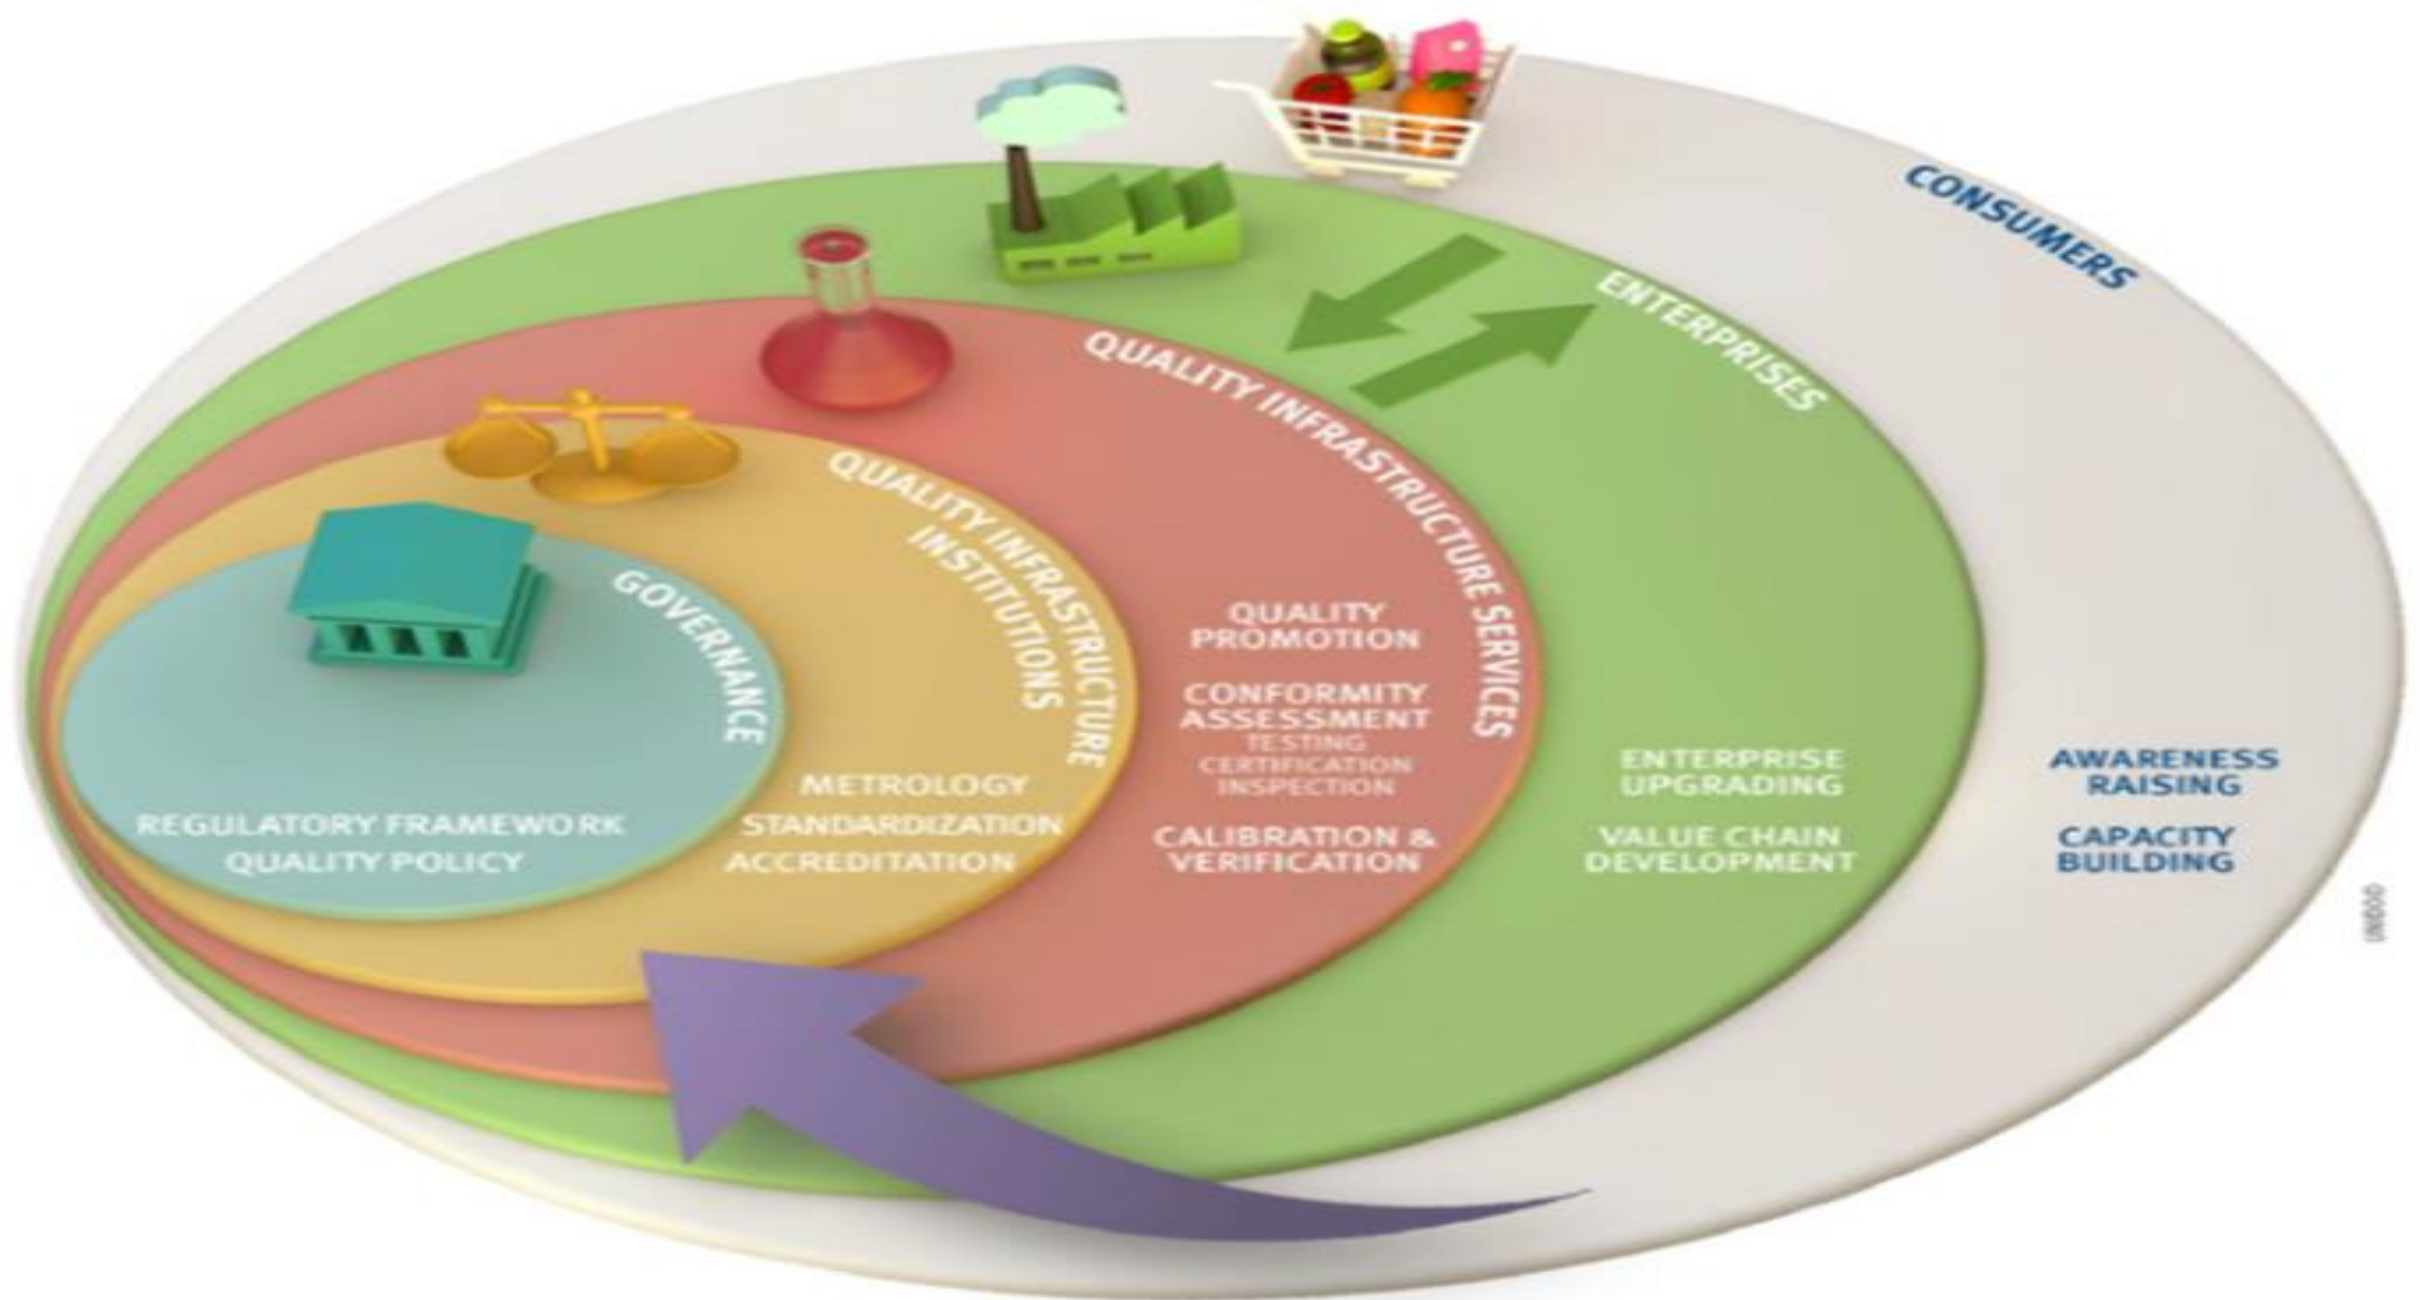 CONSUMERS
ENTERPRISES
QUALITY INFRASTRUCTURE SERVICES
QUALITY INFRASTRUCTURE
INSTITUTIONS
GOVERNANCE
REGULATORY FRAMEWORK
QUALITY POLICY
METROLOGY
STANDARDIZATION
ACCREDITATION
QUALITY
PROMOTION
CONFORMITY
ASSESSMENT
TESTING
CERTIFICATION
INSPECTION
CALIBRATION &
VERIFICATION
ENTERPRISE
UPGRADING
VALUE CHAIN
DEVELOPMENT
AWARENESS
RAISING
CAPACITY
BUILDING